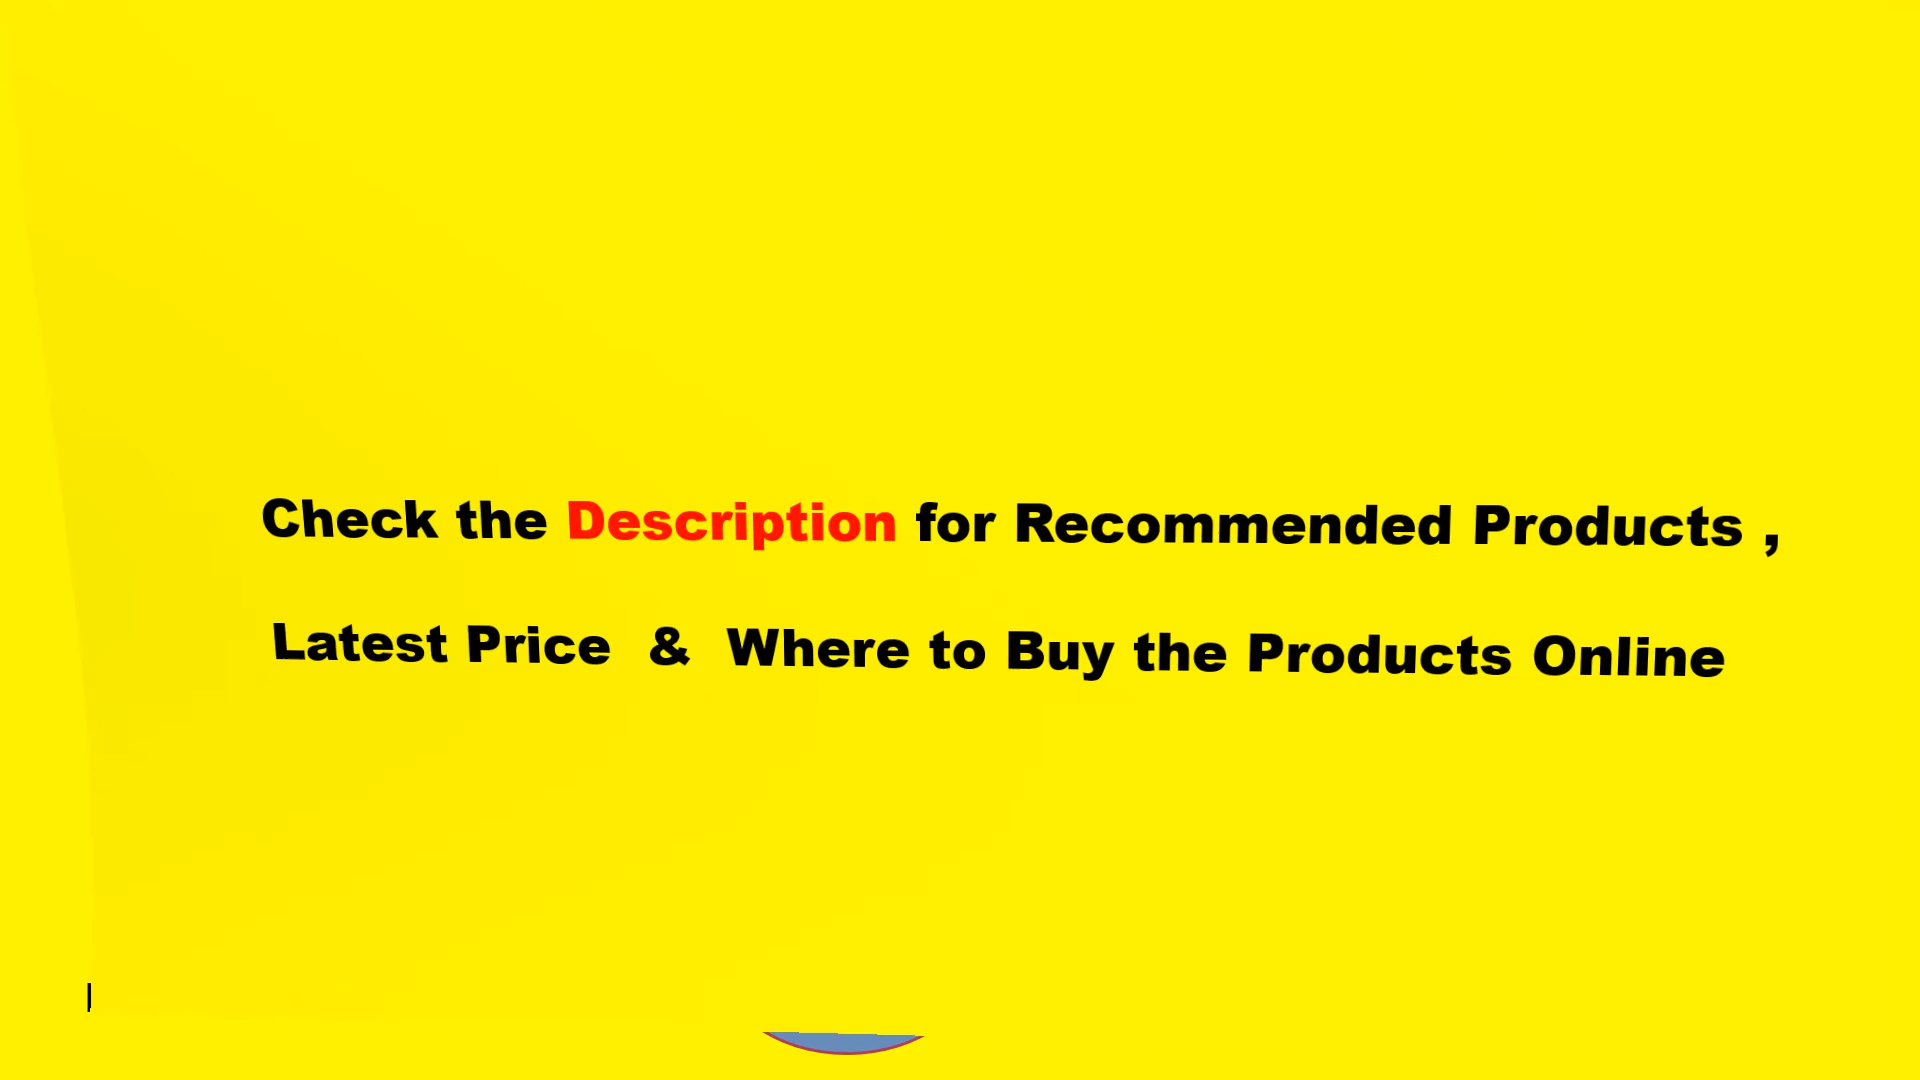 Check the Description for Recommended Products ,
Latest Price & Where to Buy the Products Online